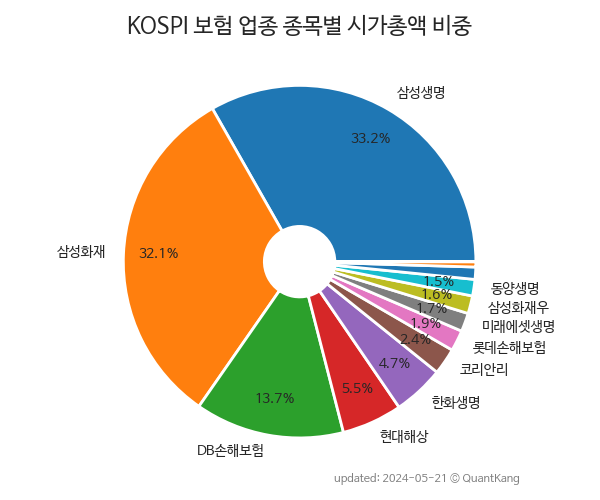 KOSPI 보험 업종 종목별 시가총액 비중
삼성생명
33.2%
삼성화재
32.1%
DB손해보험
13.7%
현대해상
5.5%
한화생명
4.7%
코리안리
2.4%
롯데손해보험
1.9%
미래에셋생명
1.7%
삼성화재우
1.6%
동양생명
1.5%
updated: 2024-05-21 ⓒ QuantKang